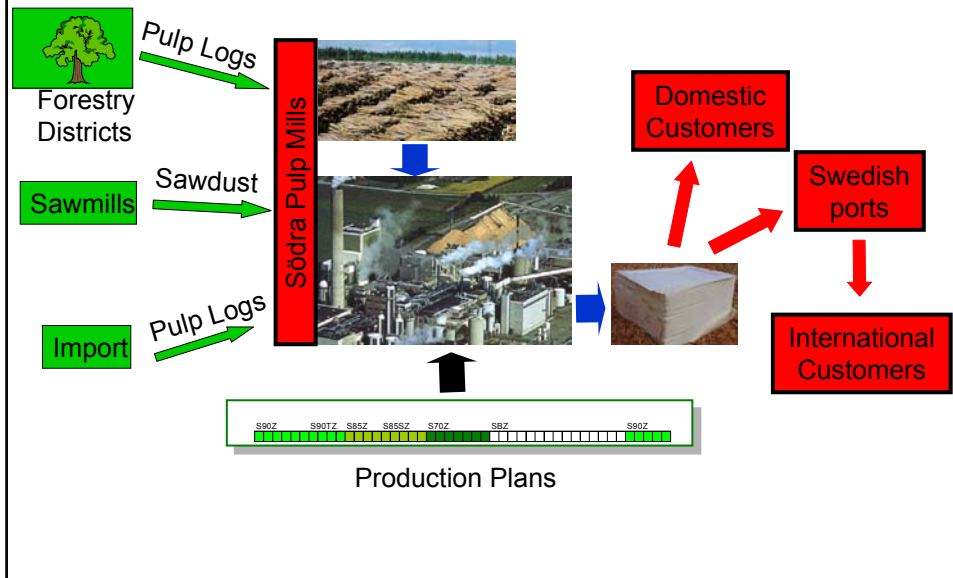 Pulp Logs
Forestry
Districts
Sawdust
Sawmills
Pulp Logs
Import
Södra Pulp Mills
Domestic
Customers
Swedish
ports
International
Customers
S90Z S90TZ S85Z S85SZ S70Z SBZ S90Z
Production Plans